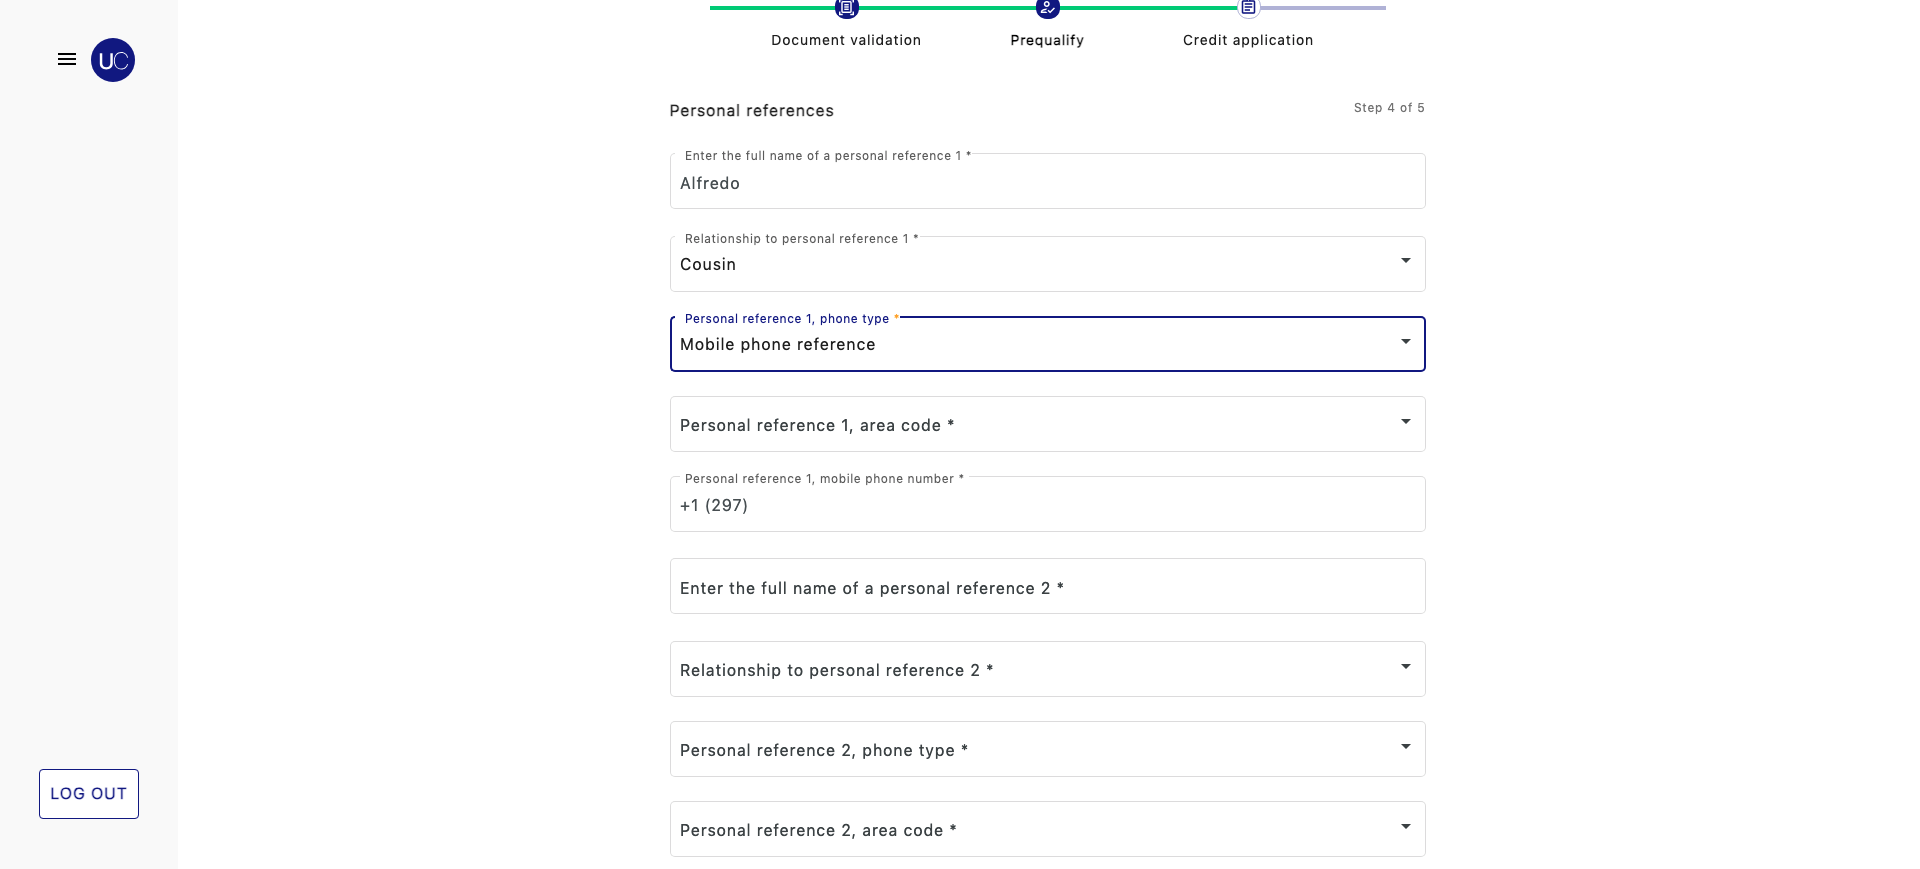 Document validation
Prequalify
Credit application
UC
Personal references
Step 4 of 5
Enter the full name of a personal reference 1 *
Alfredo
Relationship to personal reference 1 *
Cousin
Personal reference 1, phone type *
Mobile phone reference
Personal reference 1, area code *
Personal reference 1, mobile phone number *
+1 (297)
Enter the full name of a personal reference 2 *
Relationship to personal reference 2 *
Personal reference 2, phone type *
LOG OUT
Personal reference 2, area code *